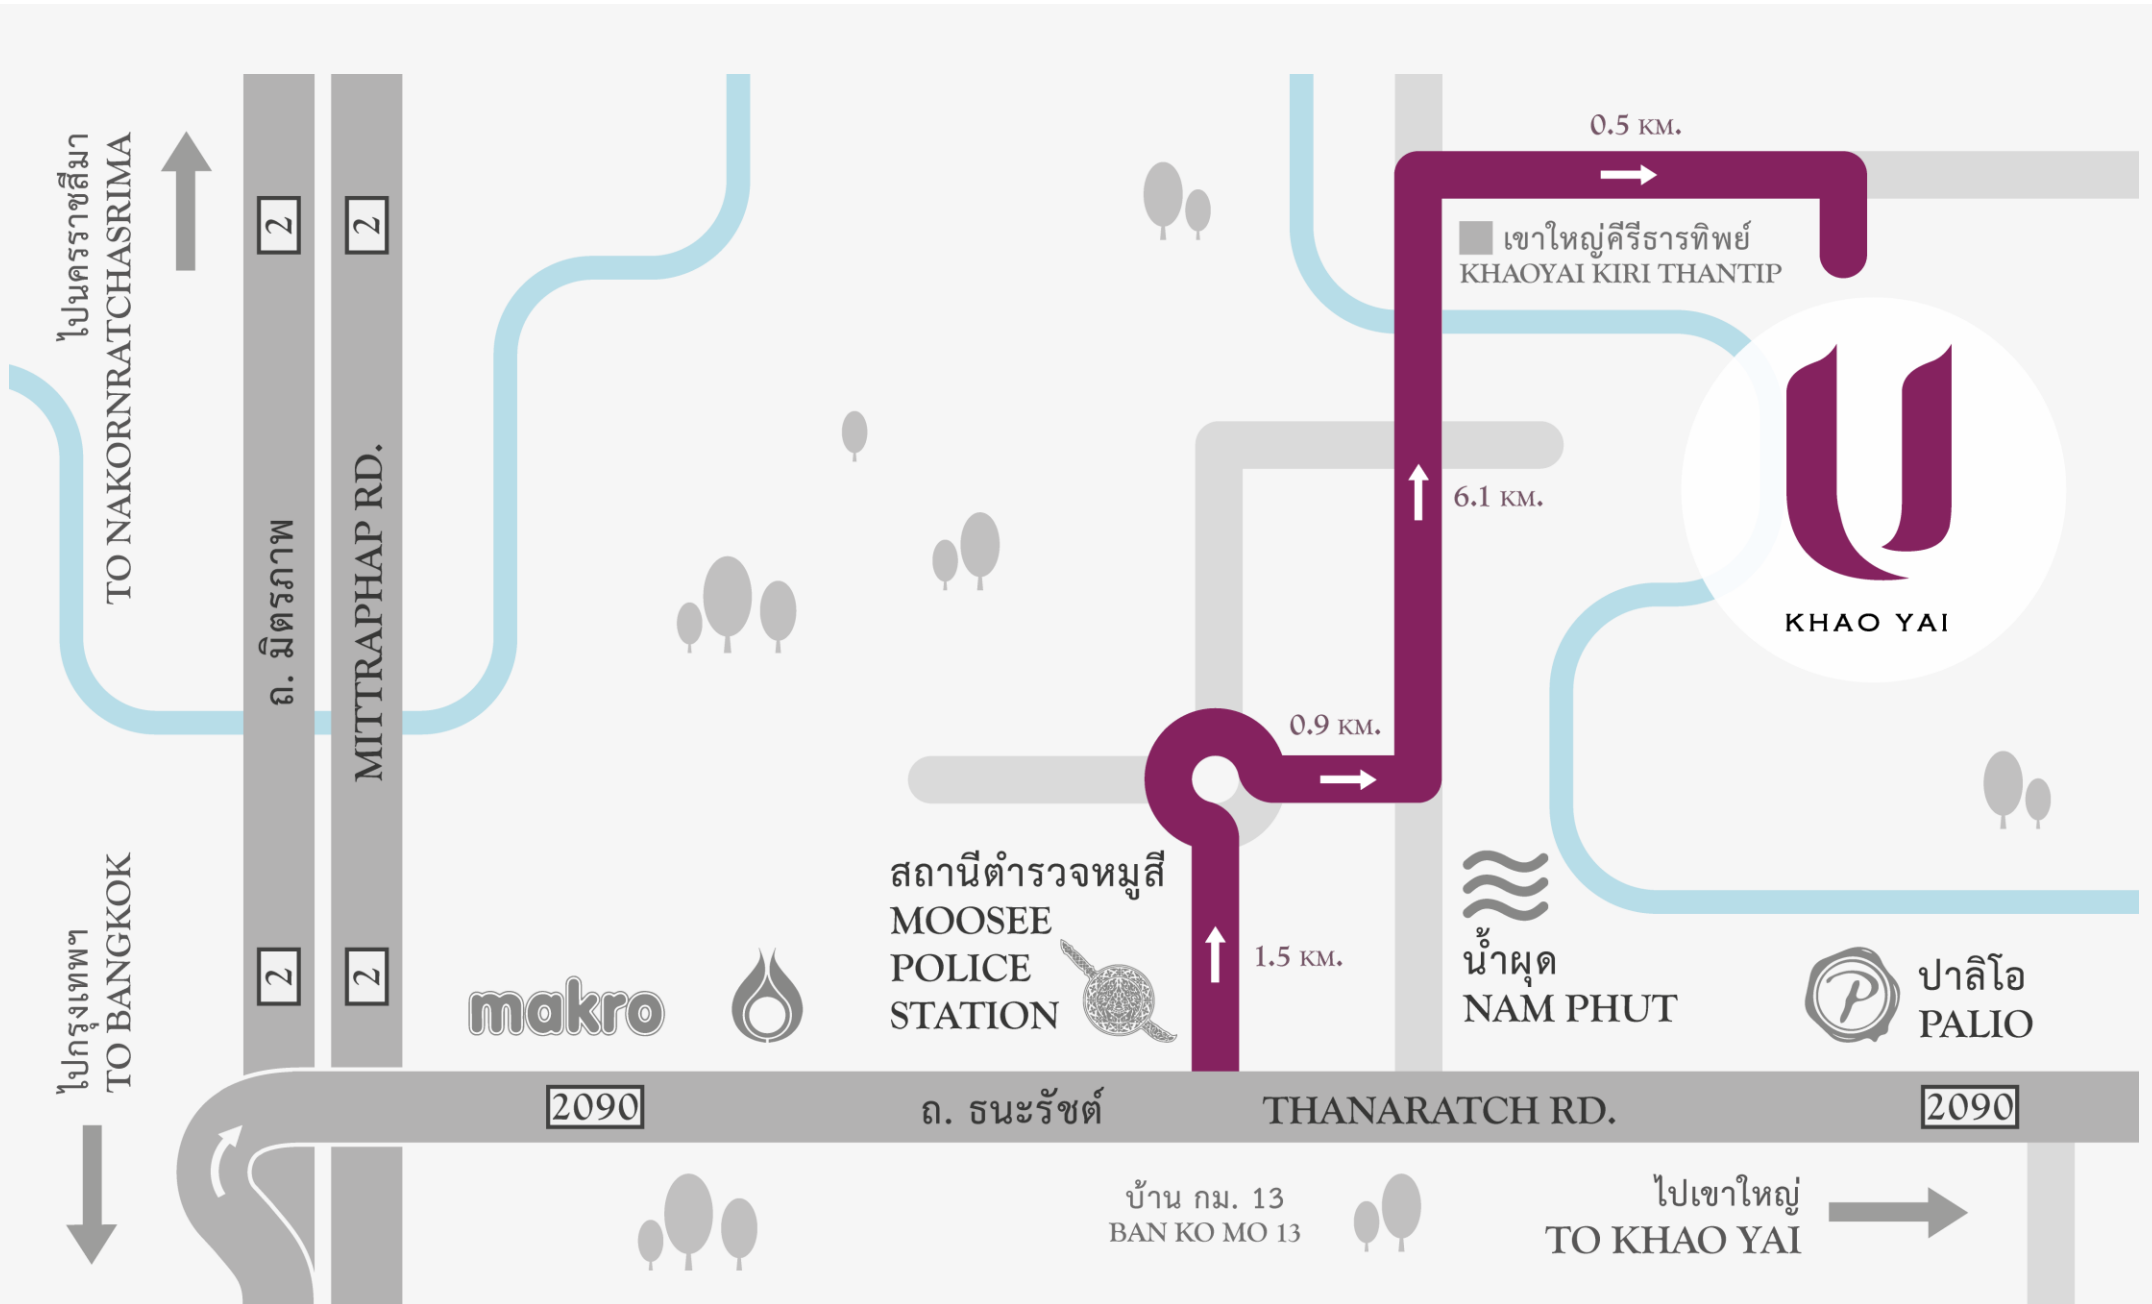 ไปนครราชสีมา
TO NAKORNRATCHASRIMA
2
2
ถ. มิตรภาพ
MITTRAPHAP RD.
ไปกรุงเทพฯ
TO BANGKOK
2
2
0.5 KM.
เขาใหญ่คีรีธารทิพย์
KHAOYAI KIRI THANTIP
U
KHAO YAI
6.1 KM.
0.9 KM.
สถานีตำรวจหมูสี
MOOSEE
POLICE
STATION
1.5 KM.
makro
น้ำผุด
NAM PHUT
P
ปาลิโอ
PALIO
2090
ถ. ธนะรัชต์
THANARATCH RD.
2090
บ้าน กม. 13
BAN KO MO 13
ไปเขาใหญ่
TO KHAO YAI